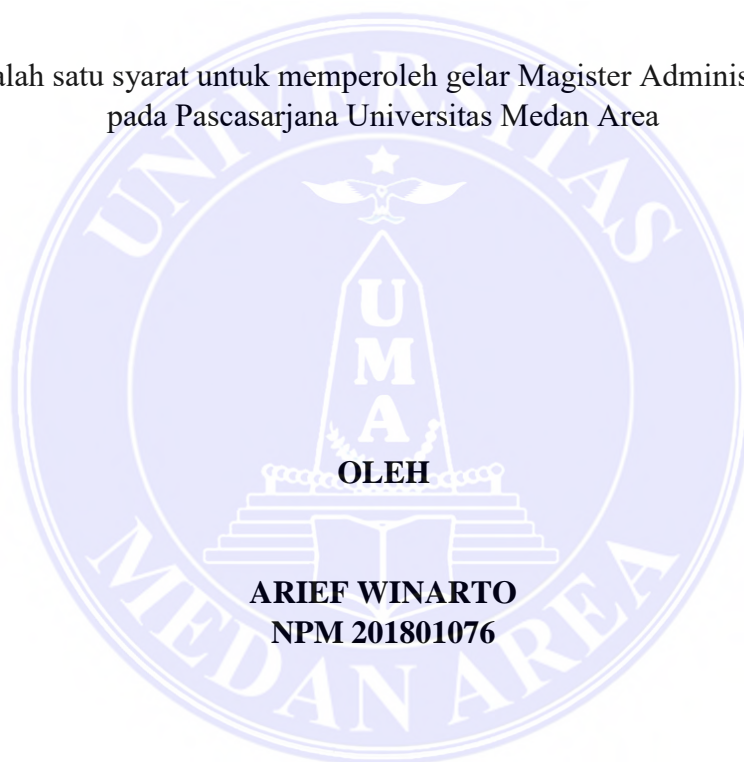 alah satu syarat untuk memperoleh gelar Magister Adminis
pada Pascasarjana Universitas Medan Area
UNIVERSITAS
UMA
OLEH
ARIEF WINARTO
NPM 201801076
MEDAN AREA